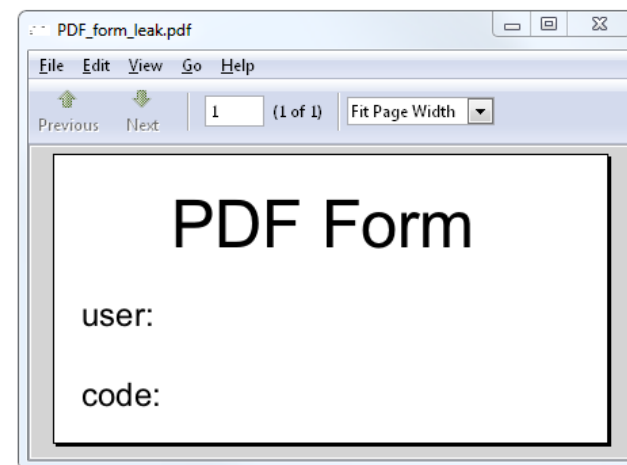 PDF_form_leak.pdf
File Edit View Go Help
Previous Next 1 (1 of 1) Fit Page Width
PDF Form
user:
code: